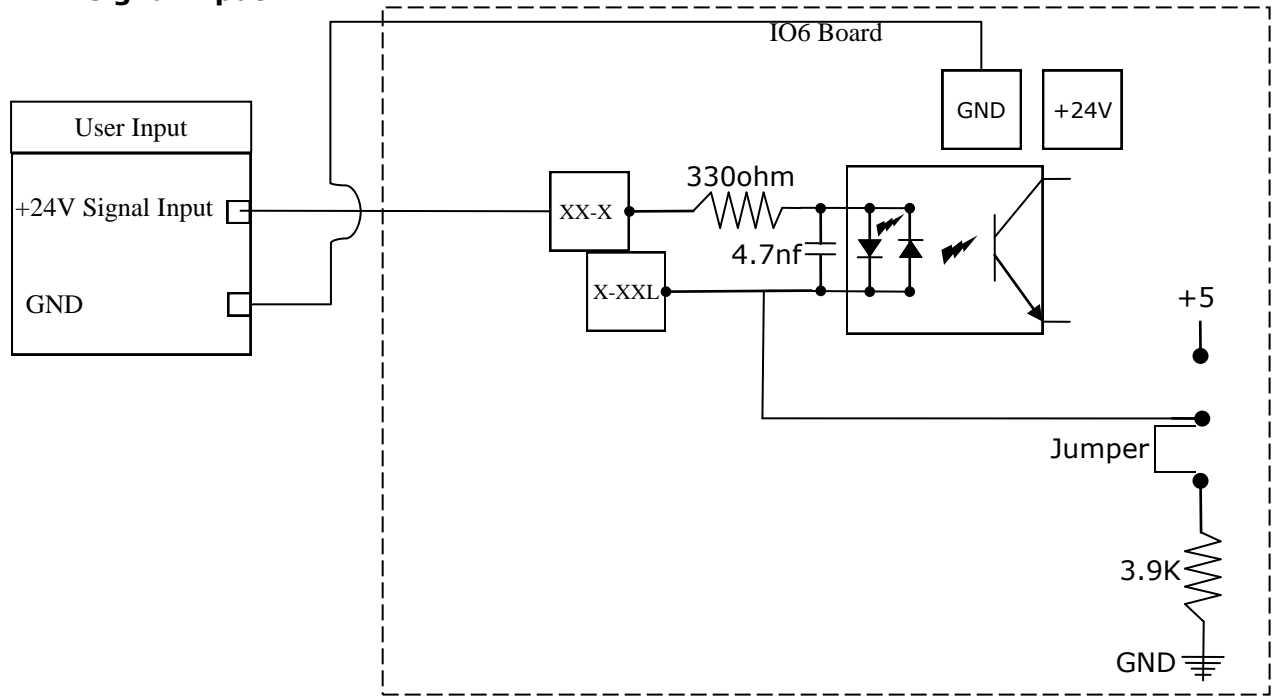 IO6 Board
GND
+24V
User Input
+24V Signal Input
GND
XX-X
330ohm
4.7nf
X-XXL
+5
Jumper
3.9K
GND